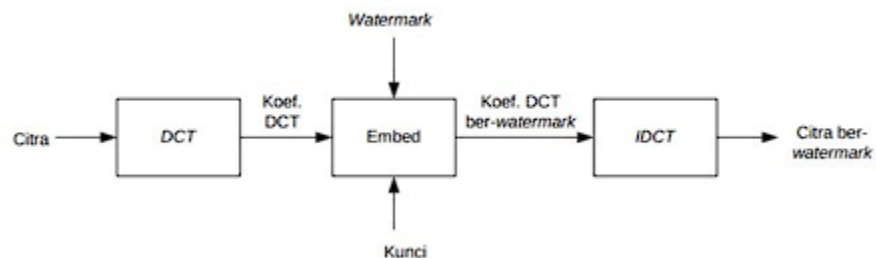 Watermark
Koef.
DCT
Koef. DCT
ber-watermark
Citra
DCT
Embed
IDCT
Citra ber-
watermark
Kunci